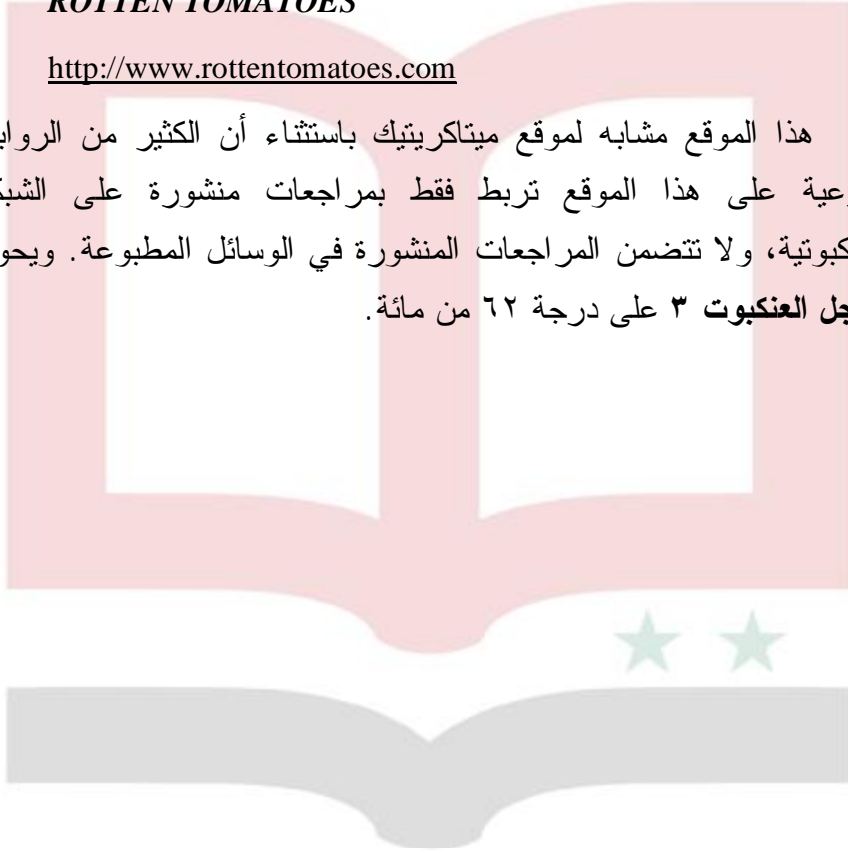 ROTTEN TOMATOES
http://www.rottentomatoes.com
هذا الموقع مشابه لموقع ميتاكريتيك باستثناء أن الكثير من
على هذا الموقع تربط فقط بمراجعات منشورة على
ولا تتضمن المراجعات المنشورة في الوسائل المطبوعة.
العنكبوت ٣ على درجة ٦٢ من مائة.